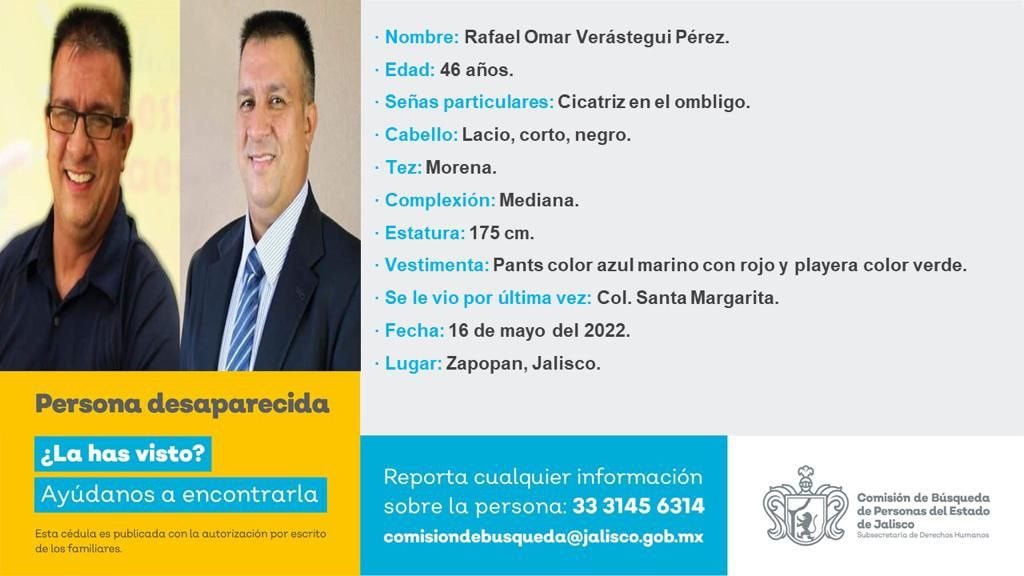 · Nombre: Rafael Omar Verástegui Pérez.
· Edad: 46 años.
· Señas particulares: Cicatriz en el ombligo.
· Cabello: Lacio, corto, negro.
· Tez: Morena.
· Complexión: Mediana.
· Estatura: 175 cm.
· Vestimenta: Pants color azul marino con rojo y playera color verde.
· Se le vio por última vez: Col. Santa Margarita.
· Fecha: 16 de mayo del 2022.
· Lugar: Zapopan, Jalisco.
Persona desaparecida
¿La has visto?
Ayúdanos a encontrarla
Esta cédula es publicada con la autorización por escrito
de los familiares.
Reporta cualquier información
sobre la persona: 33 3145 6314
comisiondebusqueda@jalisco.gob.mx
Comisión de Búsqueda
de Personas del Estado
de Jalisco
Subsecretaría de Derechos Humanos